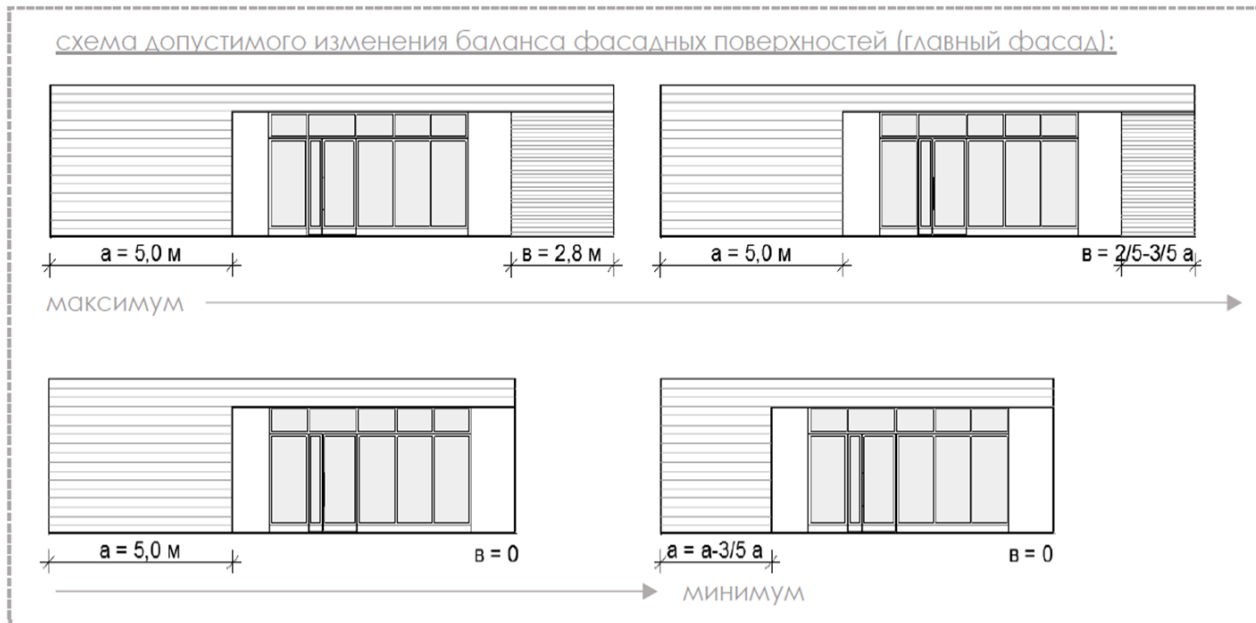 схема допустимого изменения баланса фасадных поверхностей (главный фасад):
а = 5,0 м
в = 2,8 м
а = 5,0 м
в = 2/5-3/5 а
максимум
а = 5,0 м
в = 0
а = а-3/5 а
в = 0
минимум